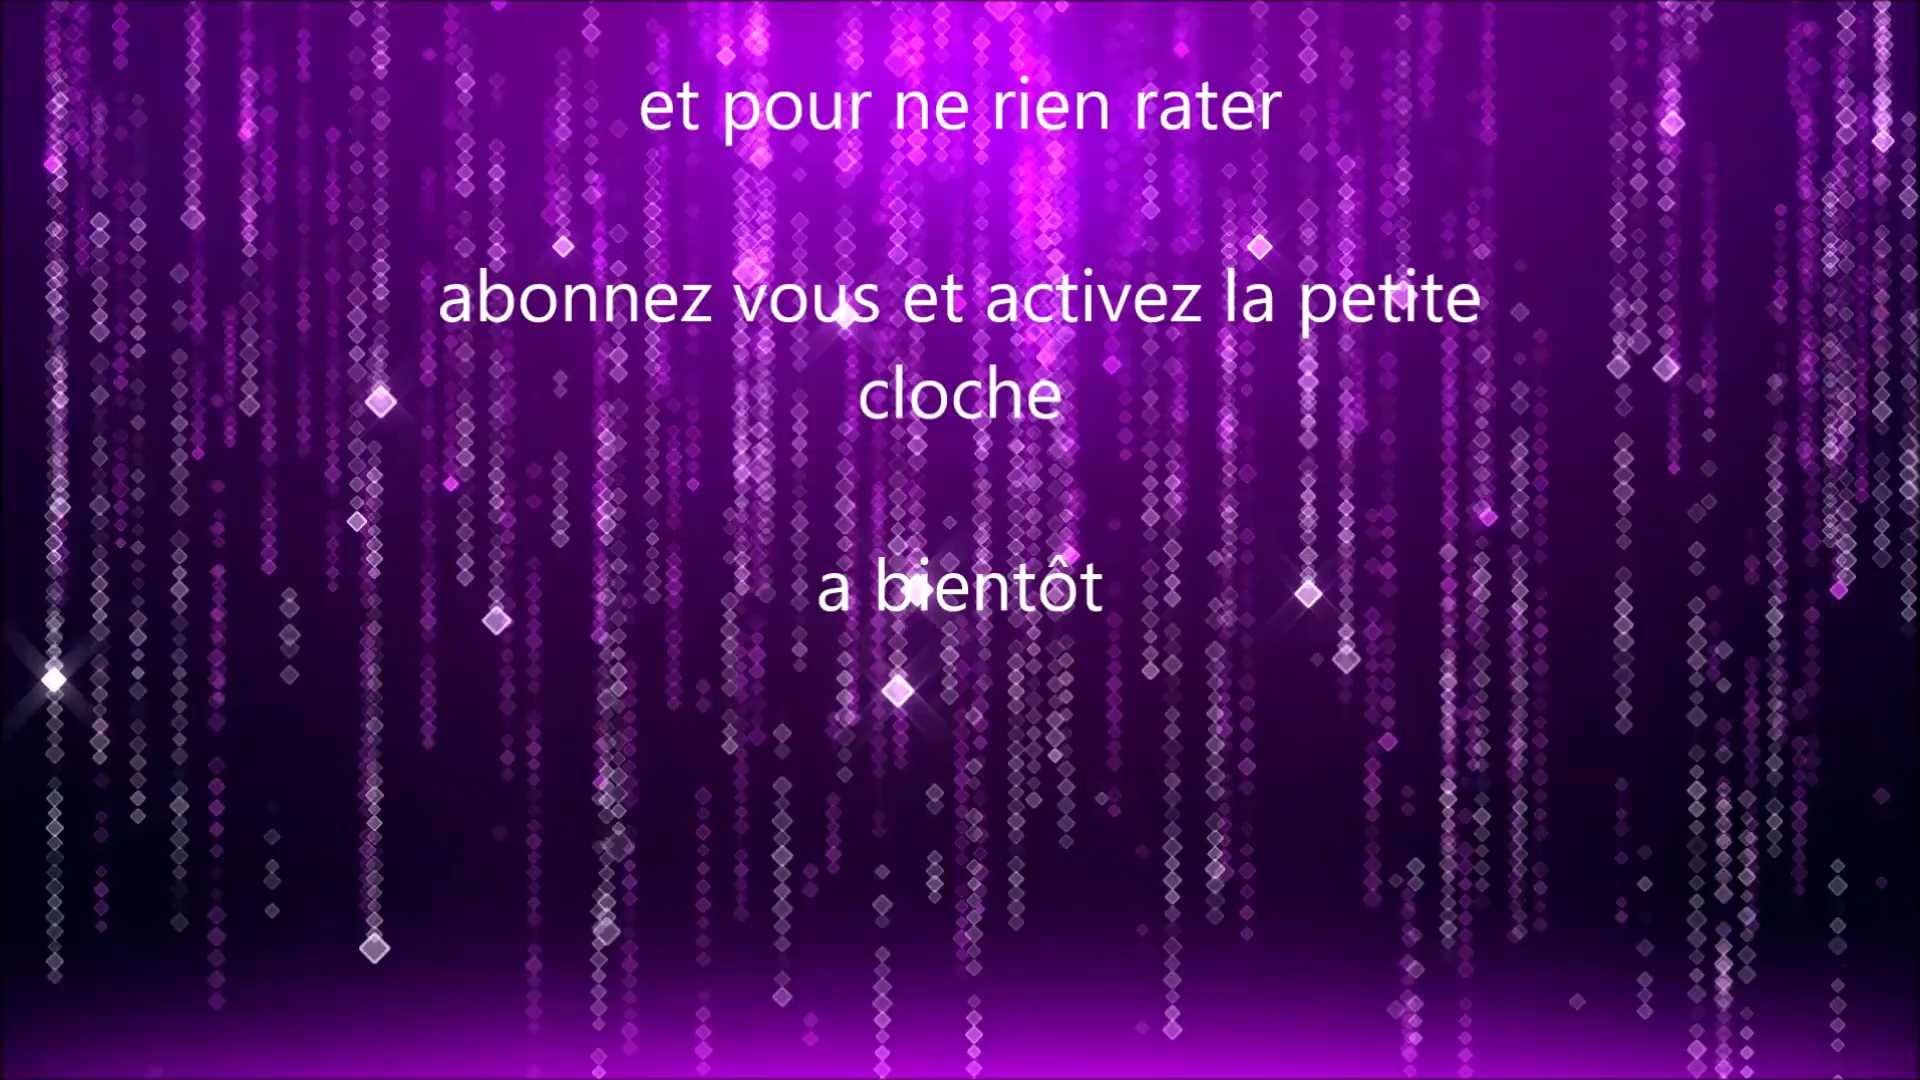 et pour ne rien rater
abonnez vous et activez la petite
cloche
a bientôt